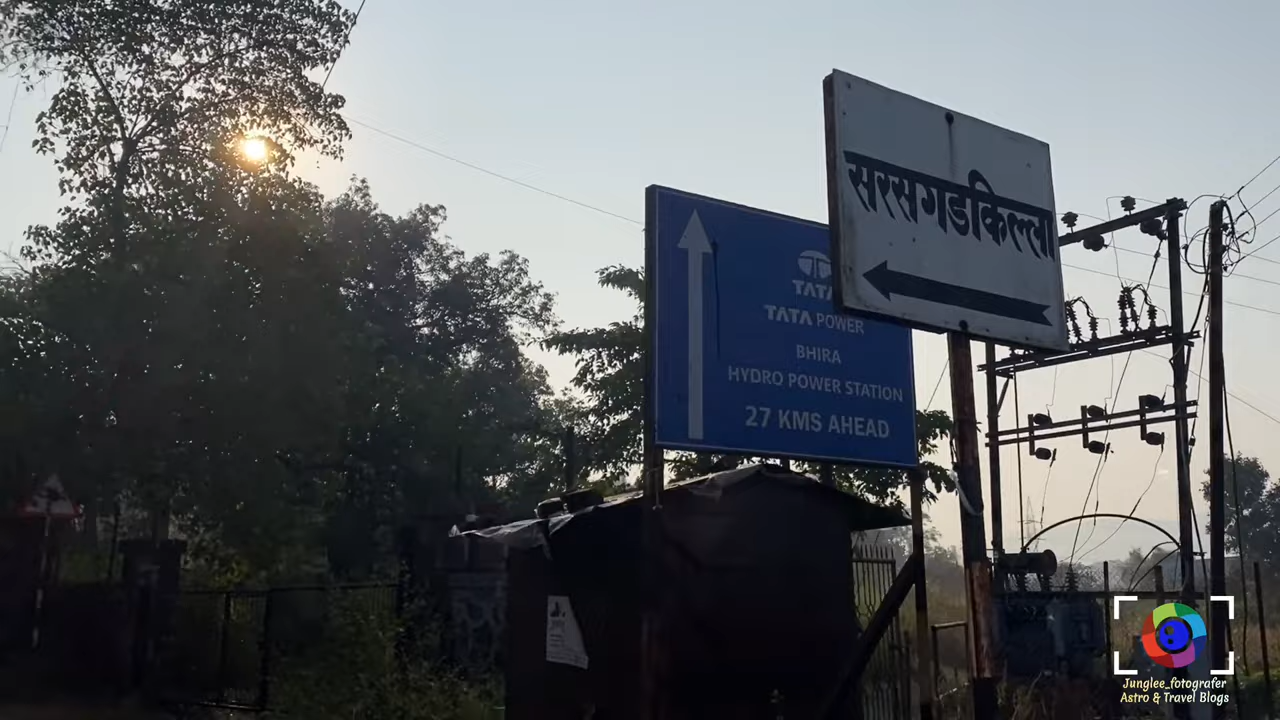 सरसगडकिल्ला
TATA
TATA POWER
BHIRA
HYDRO POWER STATION
27 KMS AHEAD
Junglee_fotografer
Astro & Travel Blogs